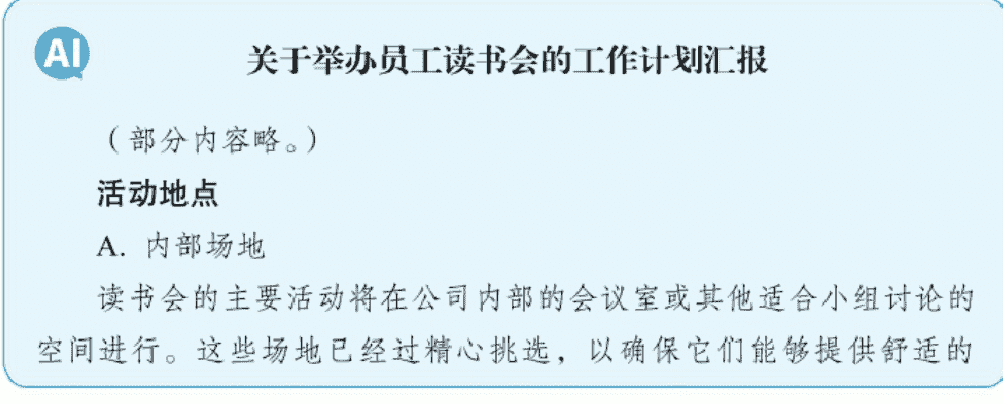 AI
关于举办员工读书会的工作计划汇报
（部分内容略。）
活动地点
A. 内部场地
读书会的主要活动将在公司内部的会议室或其他适合小组讨论的
空间进行。这些场地已经过精心挑选，以确保它们能够提供舒适的